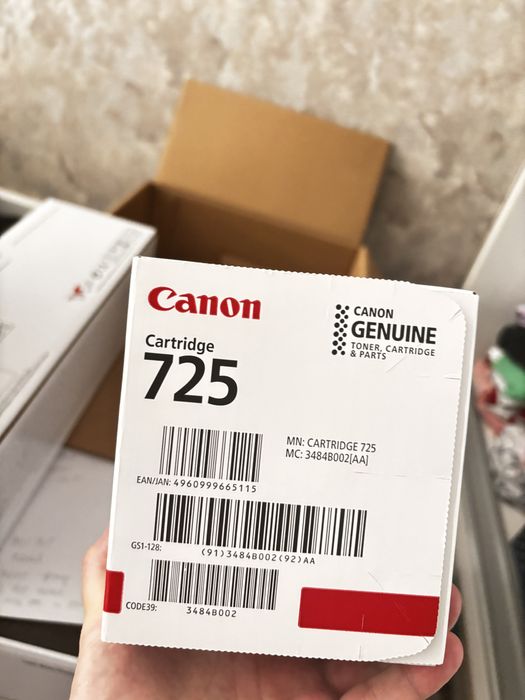 Canon
CANON
GENUINE
TONER, CARTRIDGE
& PARTS
Cartridge
725
MN: CARTRIDGE 725
MC: 3484B002[AA]
EAN/JAN: 4960999665115
GS1-128:
(91)3484B002(92)AA
CODE39:
3484B002